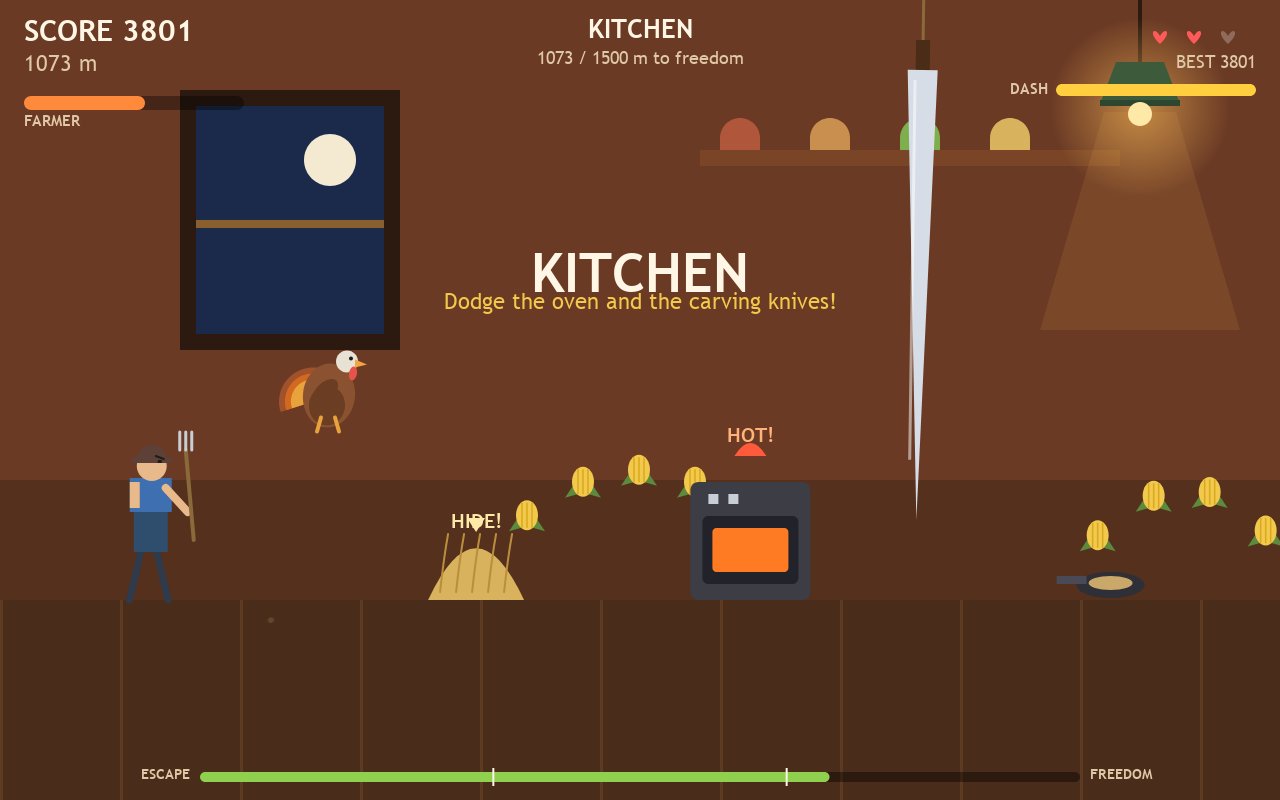 SCORE 3801
1073 m
FARMER
KITCHEN
1073 / 1500 m to freedom
BEST 3801
DASH
KITCHEN
Dodge the oven and the carving knives!
HOT!
HIDE!
ESCAPE
FREEDOM